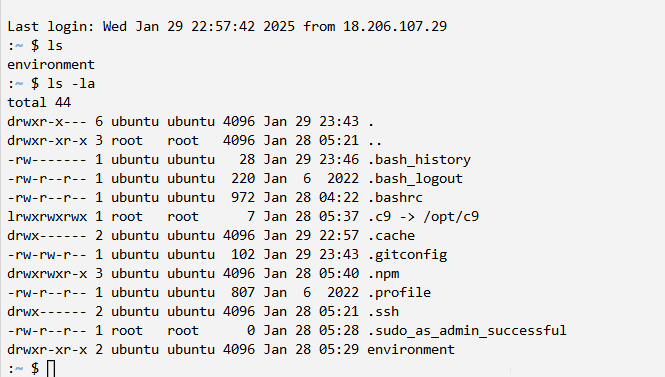 Last login: Wed Jan 29 22:57:42 2025 from 18.206.107.29
:~ $ ls
environment
:~ $ ls -la
total 44
drwxr-x--- 6 ubuntu ubuntu 4096 Jan 29 23:43 .
drwxr-xr-x 3 root   root   4096 Jan 28 05:21 ..
-rw------- 1 ubuntu ubuntu   28 Jan 29 23:46 .bash_history
-rw-r--r-- 1 ubuntu ubuntu  220 Jan  6  2022 .bash_logout
-rw-r--r-- 1 ubuntu ubuntu  972 Jan 28 04:22 .bashrc
lrwxrwxrwx 1 root   root      7 Jan 28 05:37 .c9 -> /opt/c9
drwx------ 2 ubuntu ubuntu 4096 Jan 29 22:57 .cache
-rw-rw-r-- 1 ubuntu ubuntu  102 Jan 29 23:43 .gitconfig
drwxrwxr-x 3 ubuntu ubuntu 4096 Jan 28 05:40 .npm
-rw-r--r-- 1 ubuntu ubuntu  807 Jan  6  2022 .profile
drwx------ 2 ubuntu ubuntu 4096 Jan 28 05:21 .ssh
-rw-r--r-- 1 root   root      0 Jan 28 05:28 .sudo_as_admin_successful
drwxr-xr-x 2 ubuntu ubuntu 4096 Jan 28 05:29 environment
:~ $